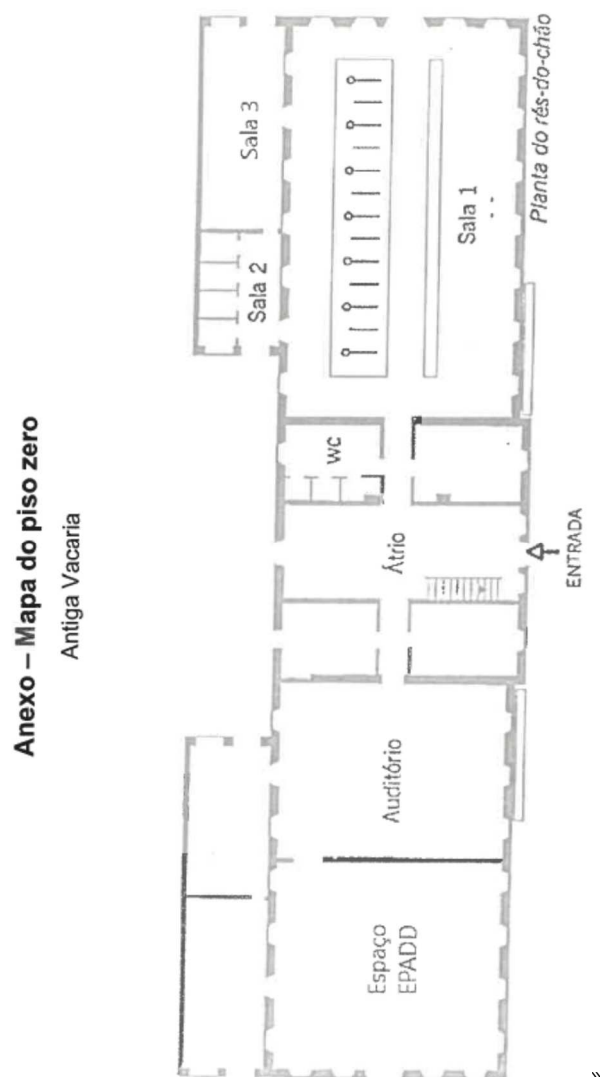 Anexo – Mapa do piso zero
Antiga Vacaria
Sala 3
Sala 2
Sala 1
Planta do rés-do-chão
WC
Átrio
ENTRADA
Auditório
Espaço
EPADD
»